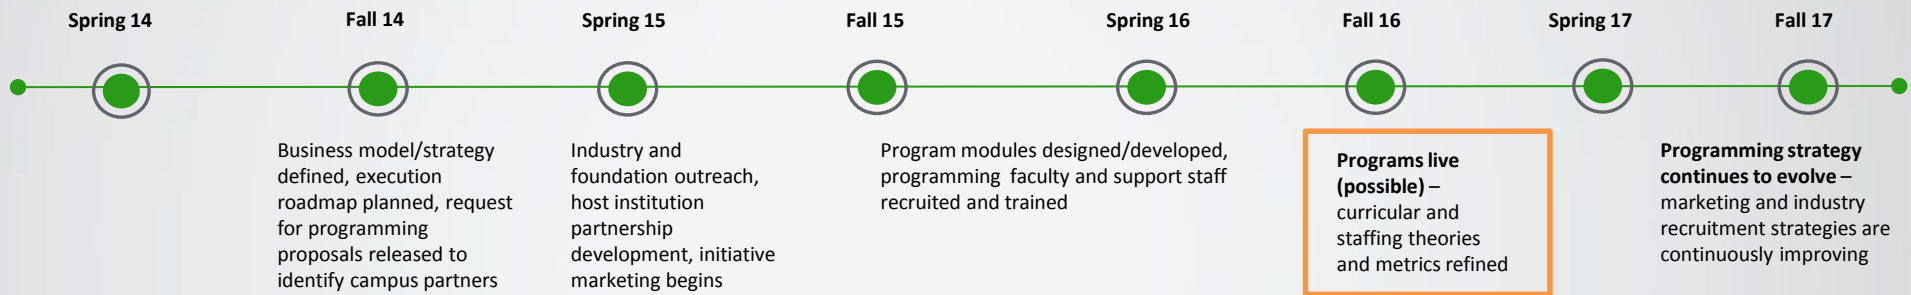 Spring 14
Fall 14
Spring 15
Fall 15
Spring 16
Fall 16
Spring 17
Fall 17
Business model/strategy
defined, execution
roadmap planned, request
for programming
proposals released to
identify campus partners
Industry and
foundation outreach,
host institution
partnership
development, initiative
marketing begins
Program modules designed/developed,
programming faculty and support staff
recruited and trained
Programs live
(possible) –
curricular and
staffing theories
and metrics refined
Programming strategy
continues to evolve –
marketing and industry
recruitment strategies are
continuously improving